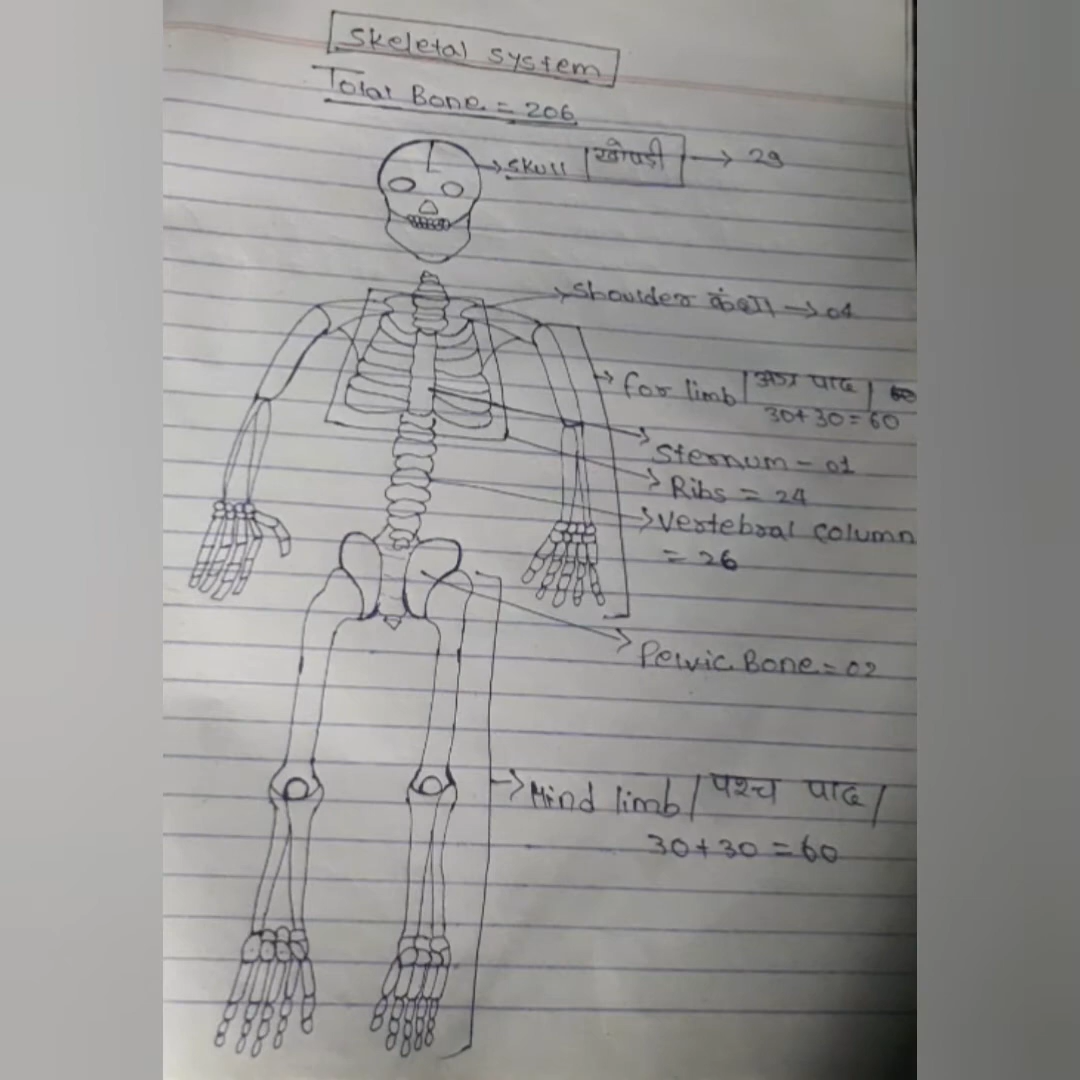 Skeletal System
Total Bone = 206
Skull | खोपड़ी | → 29
Shoulder कंधा → 04
for limb | अग्र पाद |
30+30=60
Sternum - 01
Ribs = 24
Vertebral column
= 26
Pelvic Bone = 02
Hind limb | पश्च पाद |
30+30 = 60